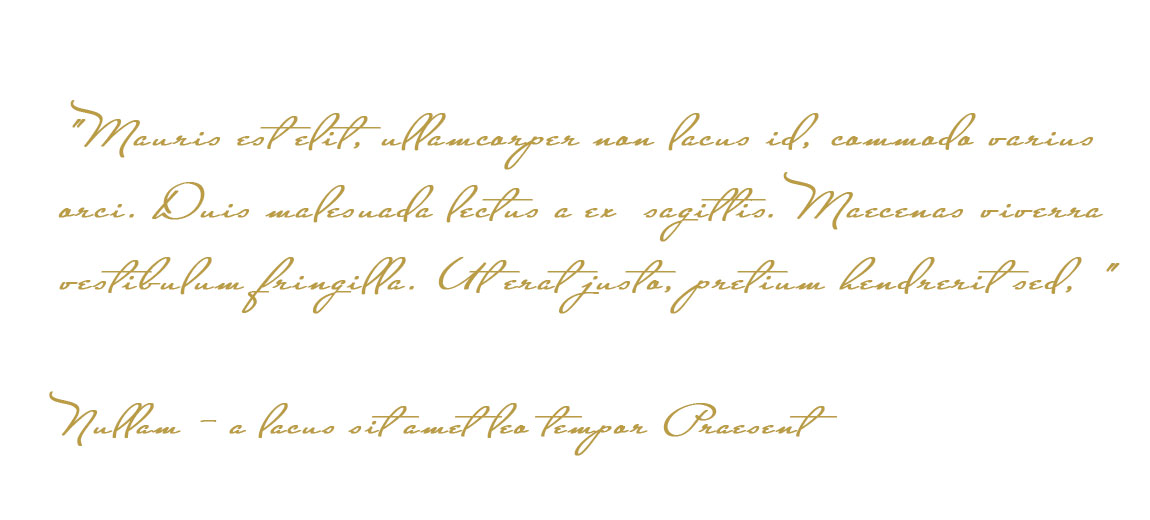 "Mauris est elit, ullamcorper non lacus id, commodo varius
orci. Duis malesuada lectus a ex sagittis. Maecenas viverra
vestibulum fringilla. Ut erat justo, pretium hendrerit sed, "
Nullam - a lacus sit amet leo tempor Praesent